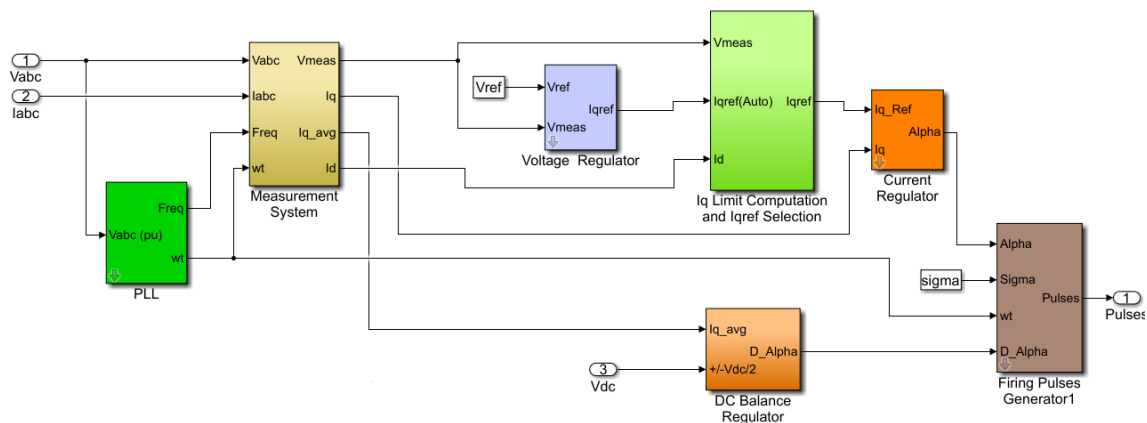 1
Vabc
2
Iabc
Vabc
Iabc
Freq
wt
Vmeas
Iq
Iq_avg
Id
Measurement
System
Vabc (pu)
Freq
wt
PLL
Vref
Vref
Vmeas
Iqref
Voltage Regulator
Vmeas
Iqref(Auto)
Id
Iqref
Iq Limit Computation
and Iqref Selection
Iq_Ref
Iq
Alpha
Current
Regulator
3
Vdc
Iq_avg
+/-Vdc/2
D_Alpha
DC Balance
Regulator
sigma
Alpha
Sigma
wt
D_Alpha
Pulses
Firing Pulses
Generator1
1
Pulses